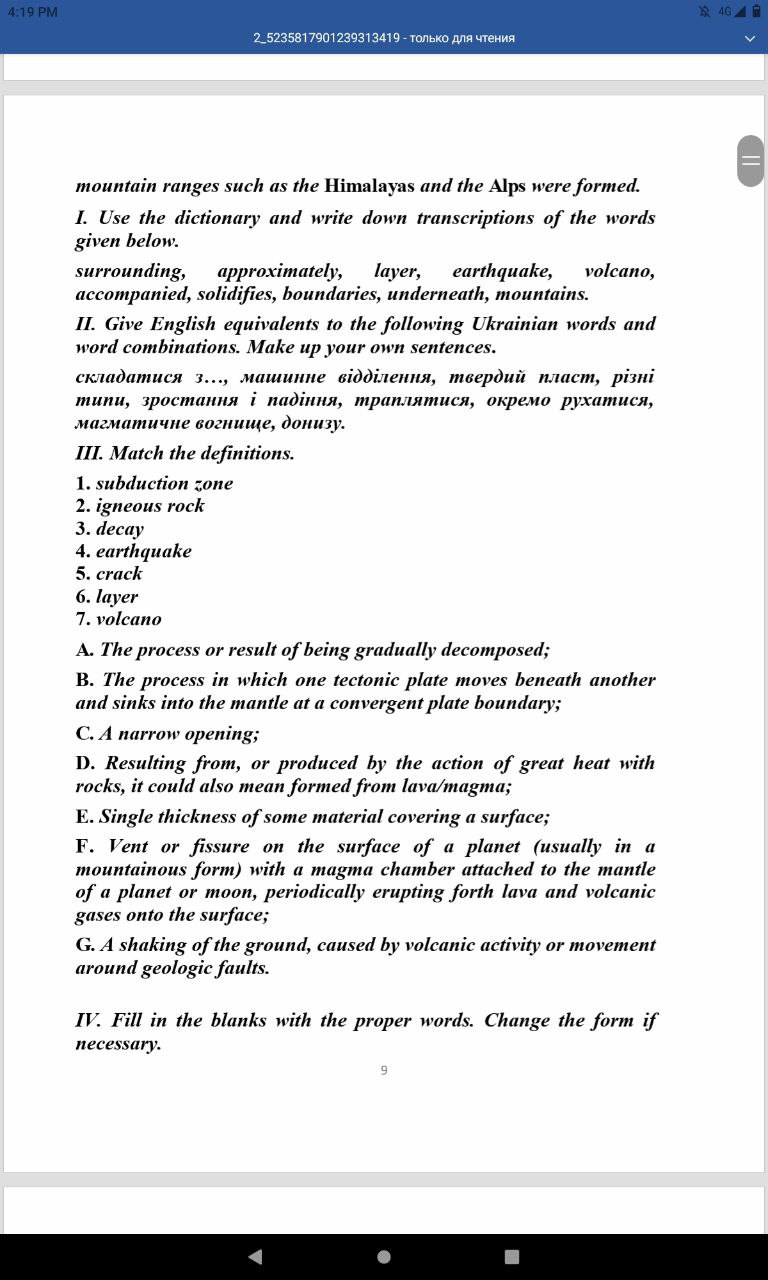 4:19 PM
4G
2_5235817901239313419 - только для чтения
mountain ranges such as the Himalayas and the Alps were formed.
I. Use the dictionary and write down transcriptions of the words
given below.
surrounding, approximately, layer, earthquake, volcano,
accompanied, solidifies, boundaries, underneath, mountains.
II. Give English equivalents to the following Ukrainian words and
word combinations. Make up your own sentences.
складатися з…, машинне відділення, твердий пласт, різні
типи, зростання і падіння, траплятися, окремо рухатися,
магматичне вогнище, донизу.
III. Match the definitions.
1. subduction zone
2. igneous rock
3. decay
4. earthquake
5. crack
6. layer
7. volcano
A. The process or result of being gradually decomposed;
B. The process in which one tectonic plate moves beneath another
and sinks into the mantle at a convergent plate boundary;
C. A narrow opening;
D. Resulting from, or produced by the action of great heat with
rocks, it could also mean formed from lava/magma;
E. Single thickness of some material covering a surface;
F. Vent or fissure on the surface of a planet (usually in a
mountainous form) with a magma chamber attached to the mantle
of a planet or moon, periodically erupting forth lava and volcanic
gases onto the surface;
G. A shaking of the ground, caused by volcanic activity or movement
around geologic faults.
IV. Fill in the blanks with the proper words. Change the form if
necessary.
9